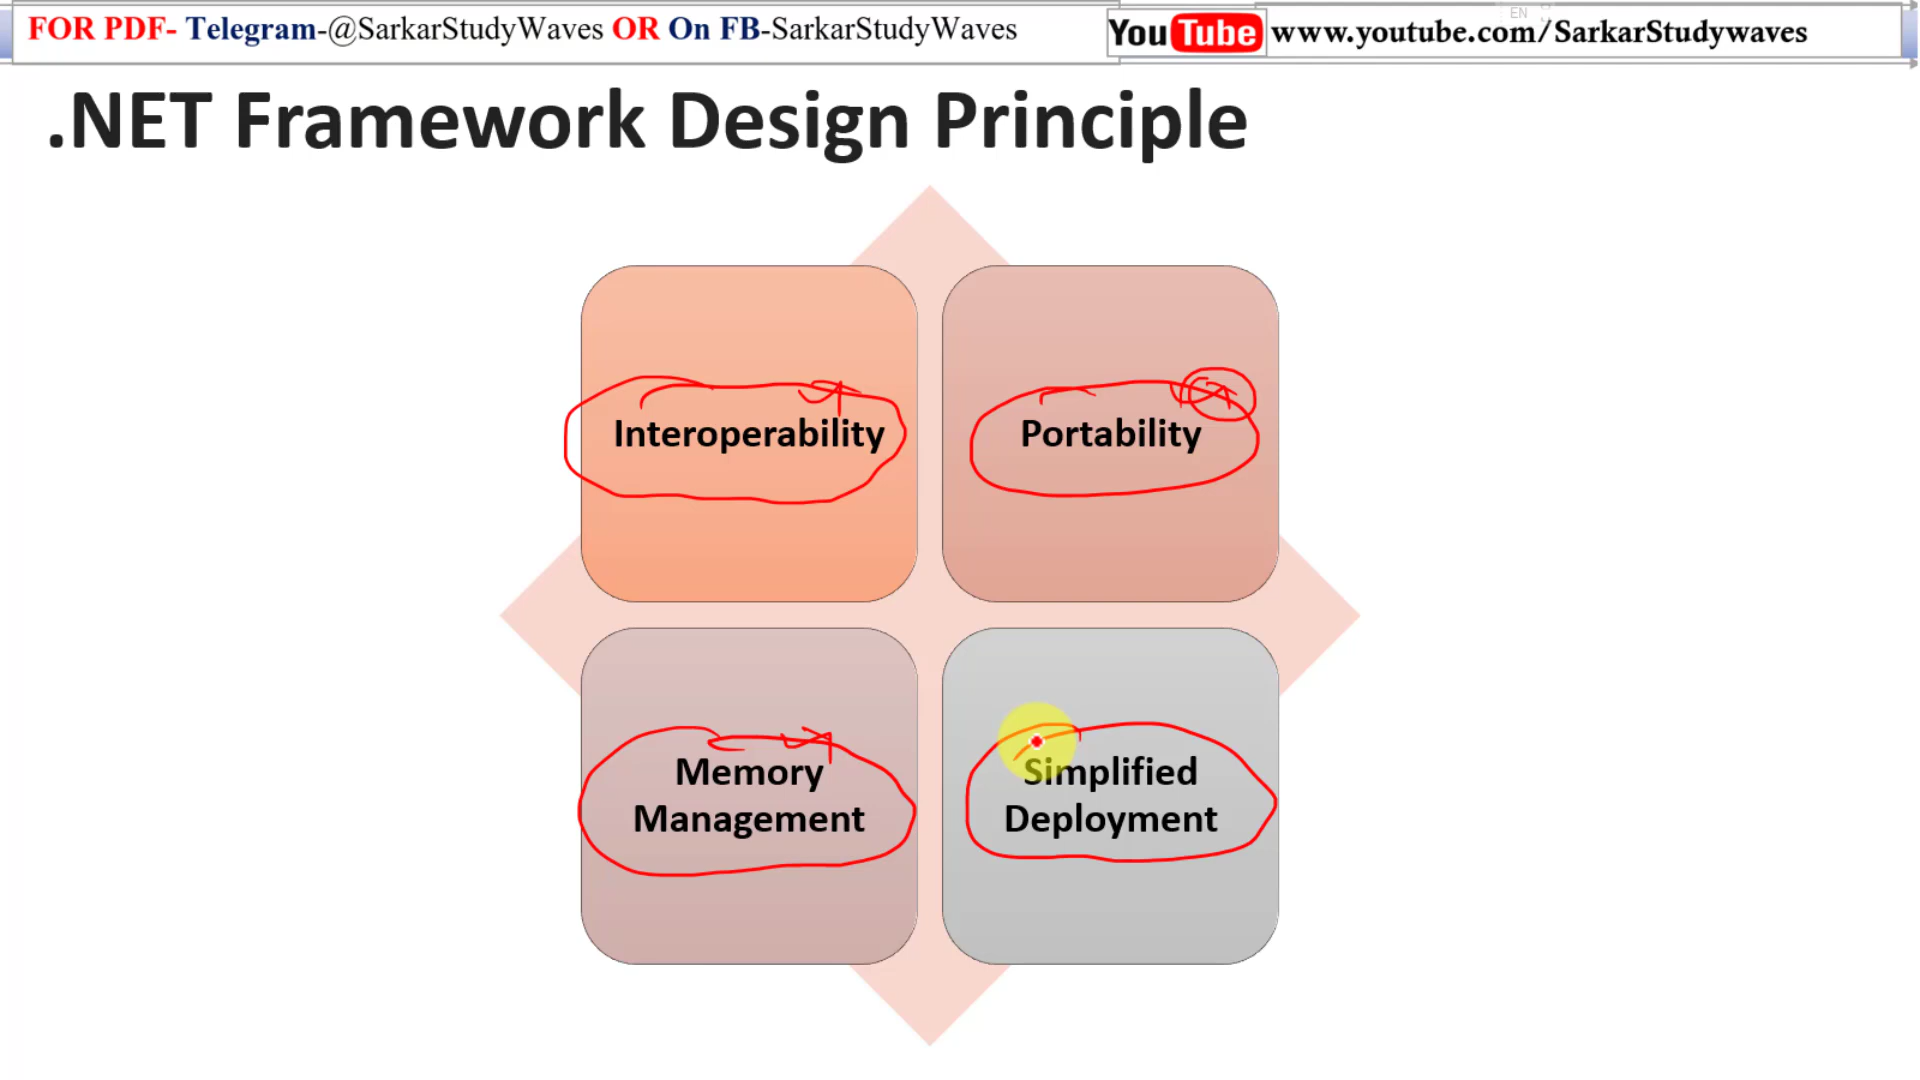 FOR PDF- Telegram-@SarkarStudyWaves OR On FB-SarkarStudyWaves
You Tube www.youtube.com/SarkarStudywaves
EN
.NET Framework Design Principle
Interoperability
Portability
Memory
Management
Simplified
Deployment